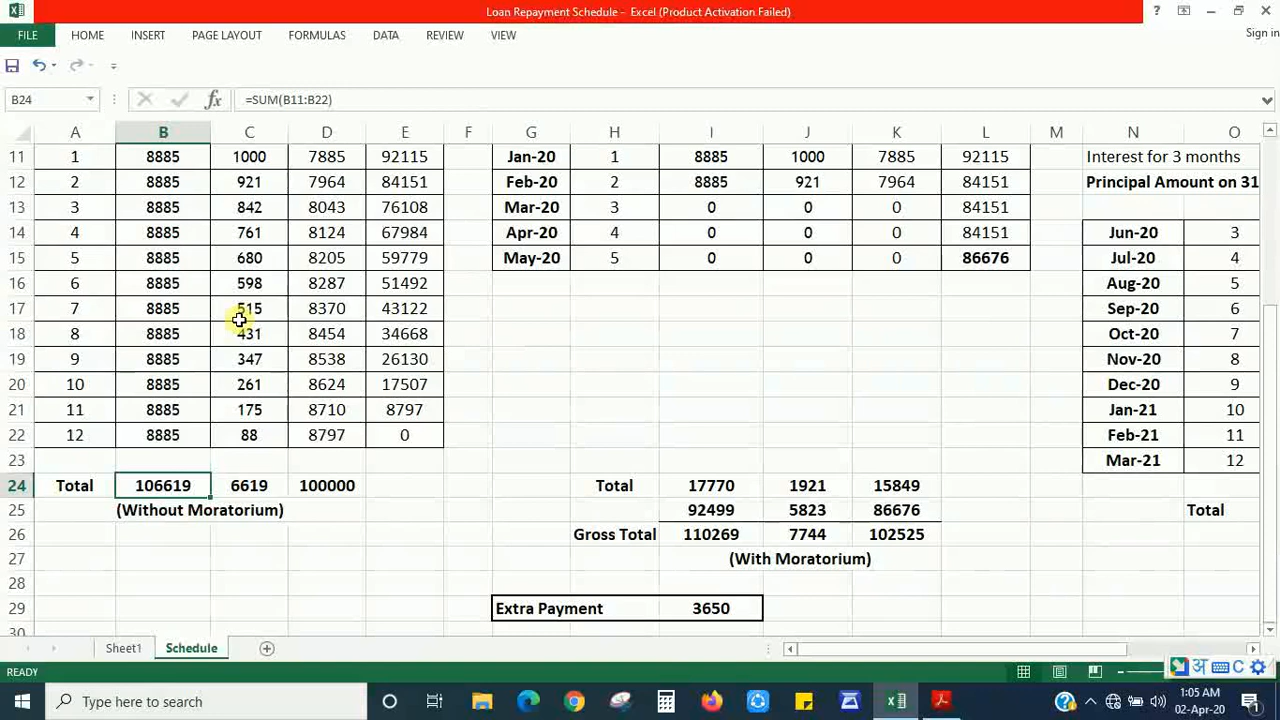 Loan Repayment Schedule - Excel (Product Activation Failed)
?
FILE HOME INSERT PAGE LAYOUT FORMULAS DATA REVIEW VIEW Sign in
B24 fx =SUM(B11:B22)
A B C D E F G H I J K L M N O
11 1 8885 1000 7885 92115 Jan-20 1 8885 1000 7885 92115 Interest for 3 months
12 2 8885 921 7964 84151 Feb-20 2 8885 921 7964 84151 Principal Amount on 31
13 3 8885 842 8043 76108 Mar-20 3 0 0 0 84151
14 4 8885 761 8124 67984 Apr-20 4 0 0 0 84151 Jun-20 3
15 5 8885 680 8205 59779 May-20 5 0 0 0 86676 Jul-20 4
16 6 8885 598 8287 51492 Aug-20 5
17 7 8885 515 8370 43122 Sep-20 6
18 8 8885 431 8454 34668 Oct-20 7
19 9 8885 347 8538 26130 Nov-20 8
20 10 8885 261 8624 17507 Dec-20 9
21 11 8885 175 8710 8797 Jan-21 10
22 12 8885 88 8797 0 Feb-21 11
23 Mar-21 12
24 Total 106619 6619 100000 Total 17770 1921 15849
25 (Without Moratorium) 92499 5823 86676 Total
26 Gross Total 110269 7744 102525
27 (With Moratorium)
28
29 Extra Payment 3650
30
Sheet1 Schedule
READY
अ C
Type here to search
1:05 AM
02-Apr-20